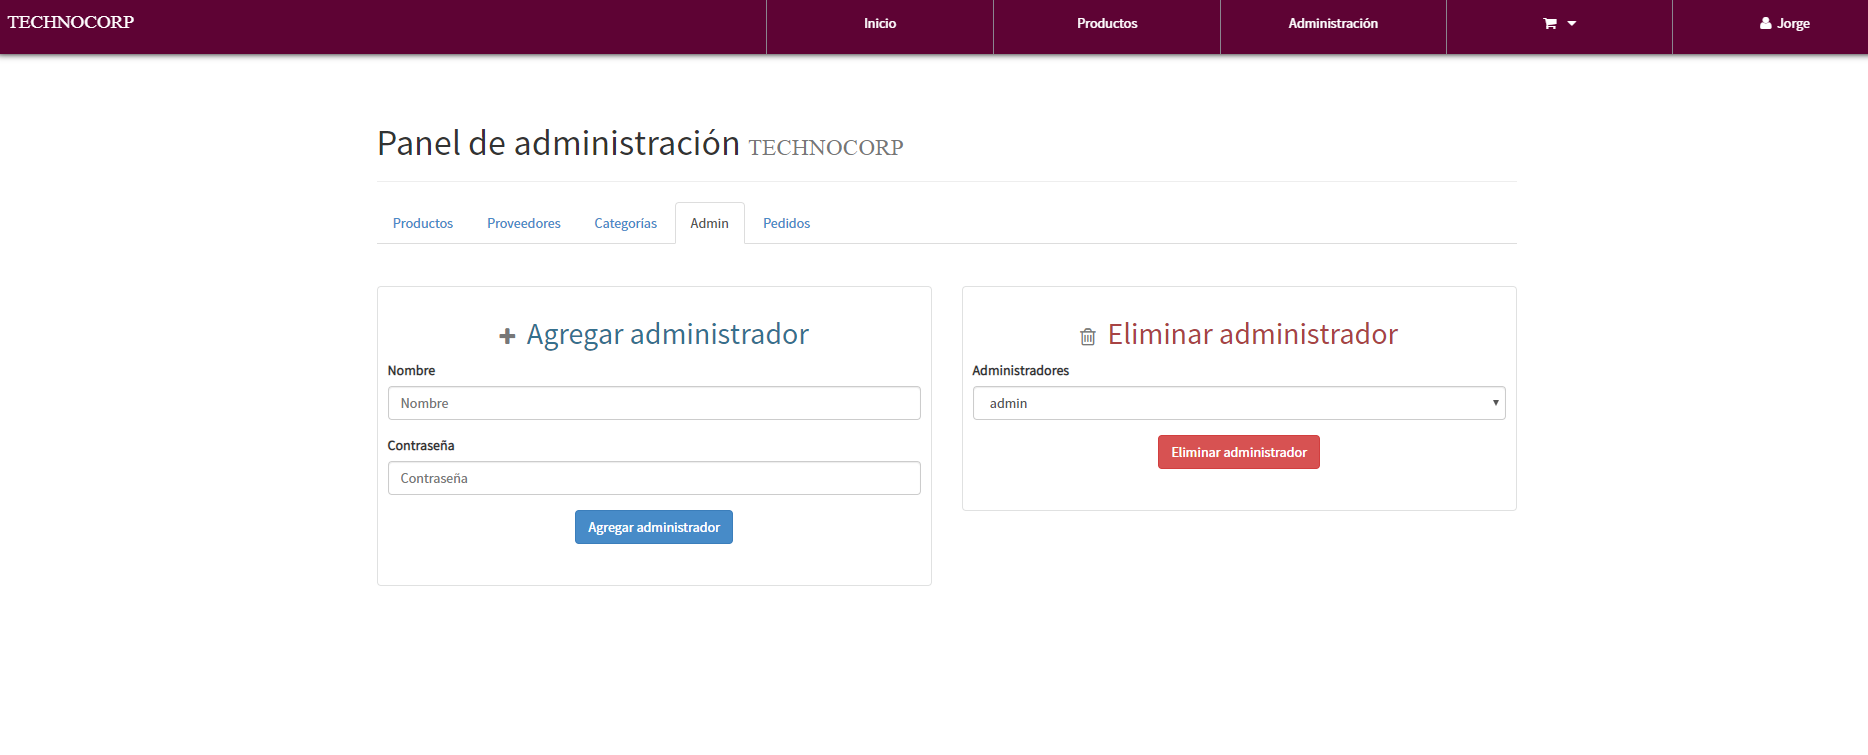 TECHNOCORP
Inicio
Productos
Administración
Jorge
Panel de administración TECHNOCORP
Productos
Proveedores
Categorías
Admin
Pedidos
Agregar administrador
Nombre
Nombre
Contraseña
Contraseña
Agregar administrador
Eliminar administrador
Administradores
admin
Eliminar administrador